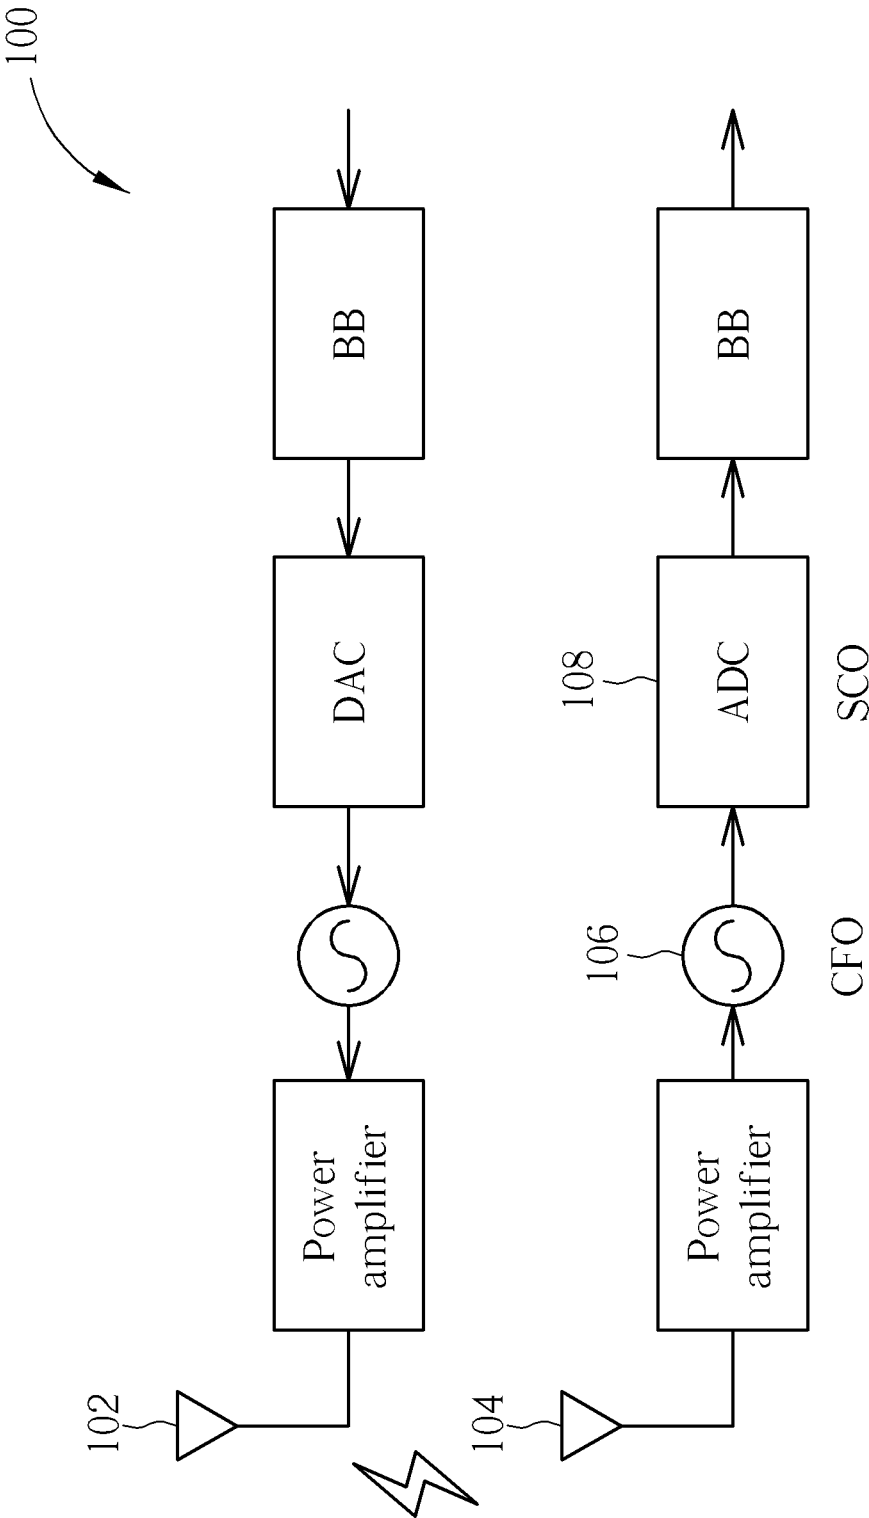 100
102
Power
amplifier
DAC
BB
104
Power
amplifier
106
108
ADC
BB
CFO
SCO